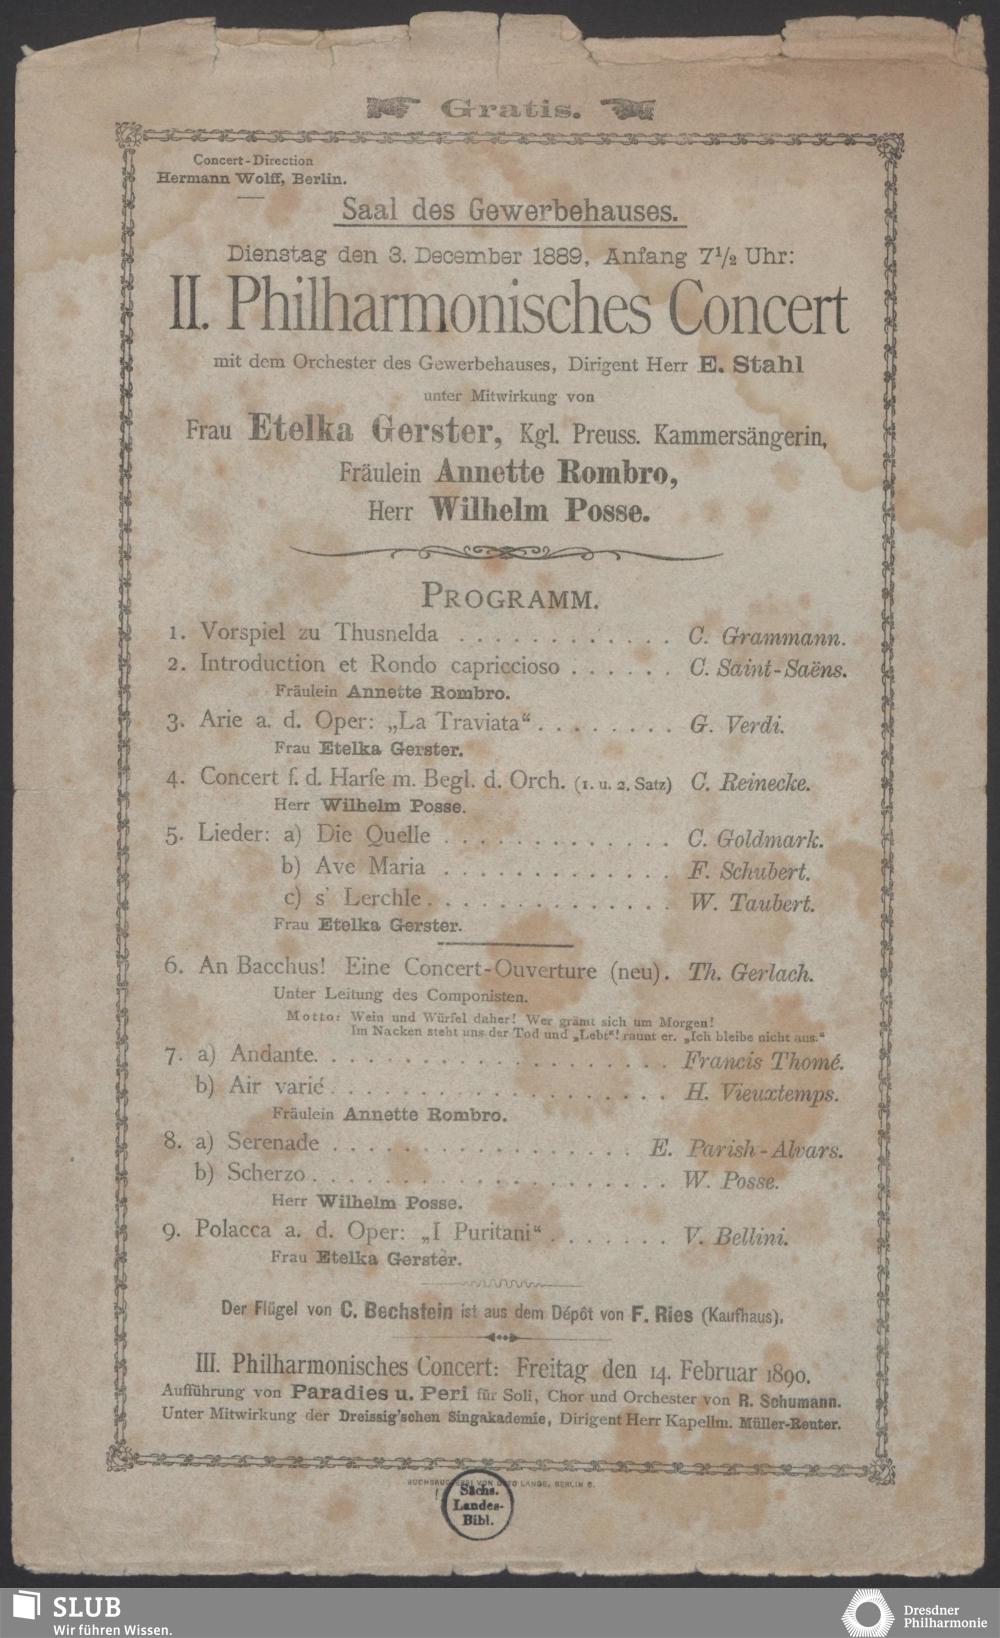 Gratis.
Concert-Direction
Hermann Wolff, Berlin.
Saal des Gewerbehauses.
Dienstag den 3. December 1889, Anfang 7½ Uhr:
II. Philharmonisches Concert
mit dem Orchester des Gewerbehauses, Dirigent Herr E. Stahl
unter Mitwirkung von
Frau Etelka Gerster, Kgl. Preuss. Kammersängerin,
Fräulein Annette Rombro,
Herr Wilhelm Posse.
PROGRAMM.
1. Vorspiel zu Thusnelda . . . . . . . . . . . . C. Grammann.
2. Introduction et Rondo capriccioso . . . . . . C. Saint-Saëns.
Fräulein Annette Rombro.
3. Arie a. d. Oper: „La Traviata“ . . . . . . . . G. Verdi.
Frau Etelka Gerster.
4. Concert f. d. Harfe m. Begl. d. Orch. (1. u. 2. Satz) C. Reinecke.
Herr Wilhelm Posse.
5. Lieder: a) Die Quelle . . . . . . . . . . . . . C. Goldmark.
b) Ave Maria . . . . . . . . . . . . . F. Schubert.
c) s' Lerchle . . . . . . . . . . . . . . W. Taubert.
Frau Etelka Gerster.
6. An Bacchus! Eine Concert-Ouverture (neu). Th. Gerlach.
Unter Leitung des Componisten.
Motto: Wein und Würfel daher! Wer grämt sich um Morgen!
Im Nacken steht uns der Tod und „Lebt“! raunt er. „Ich bleibe nicht aus.“
7. a) Andante. . . . . . . . . . . . . . . . . . Francis Thomé.
b) Air varié . . . . . . . . . . . . . . . . . . H. Vieuxtemps.
Fräulein Annette Rombro.
8. a) Serenade . . . . . . . . . . . . . . . . E. Parish-Alvars.
b) Scherzo . . . . . . . . . . . . . . . . . . . W. Posse.
Herr Wilhelm Posse.
9. Polacca a. d. Oper: „I Puritani“ . . . . . . . V. Bellini.
Frau Etelka Gerster.
Der Flügel von C. Bechstein ist aus dem Dépôt von F. Ries (Kaufhaus).
III. Philharmonisches Concert: Freitag den 14. Februar 1890.
Aufführung von Paradies u. Peri für Soli, Chor und Orchester von R. Schumann.
Unter Mitwirkung der Dreissig'schen Singakademie, Dirigent Herr Kapellm. Müller-Reuter.
BUCHDRUCKEREI VON OTTO LANGE, BERLIN C.
Sächs.
Landes-
Bibl.
SLUB
Wir führen Wissen.
Dresdner
Philharmonie